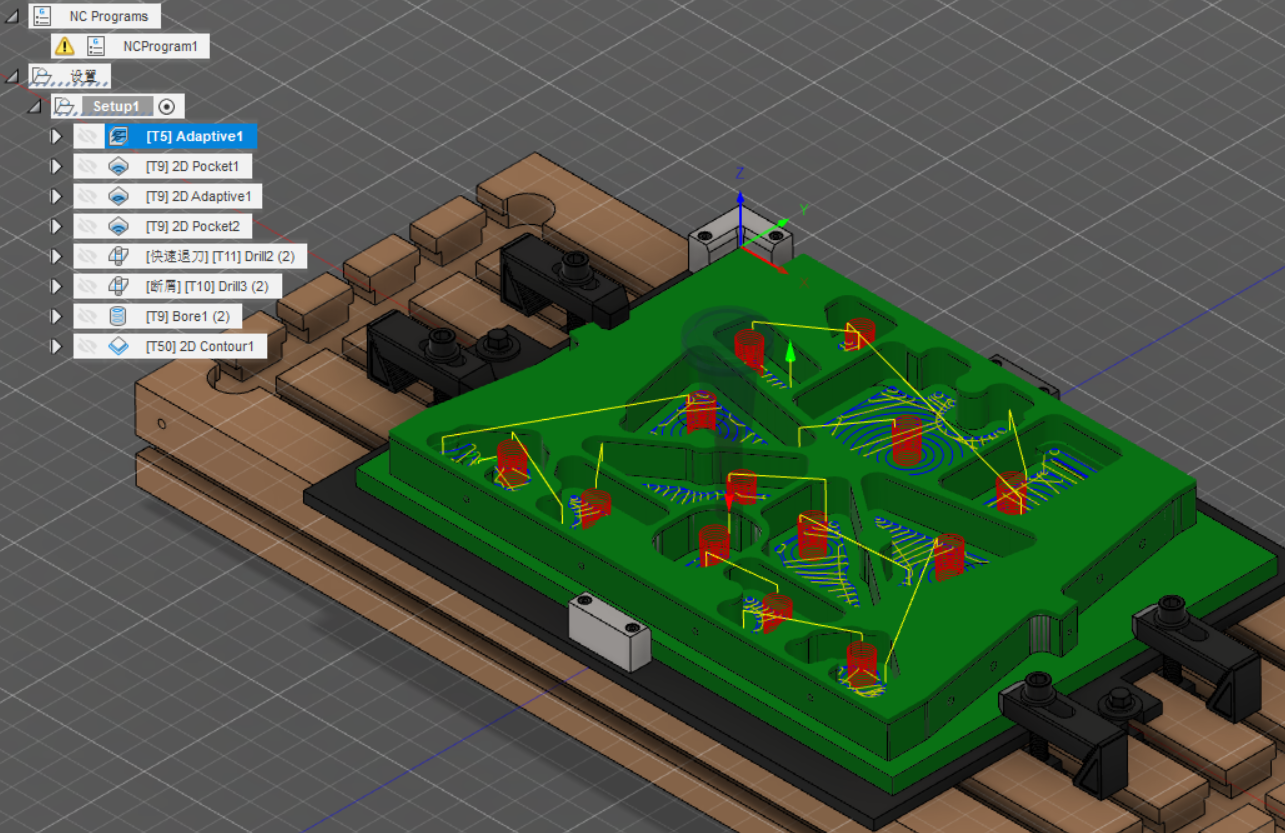 NC Programs
NCProgram1
设置
Setup1
[T5] Adaptive1
[T9] 2D Pocket1
[T9] 2D Adaptive1
[T9] 2D Pocket2
[快速退刀] [T11] Drill2 (2)
[断屑] [T10] Drill3 (2)
[T9] Bore1 (2)
[T50] 2D Contour1
Z
Y
X